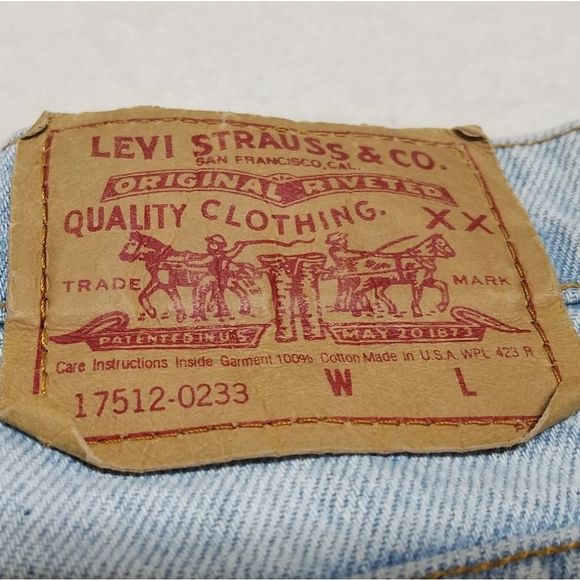 LEVI STRAUSS & CO.
SAN FRANCISCO, CAL.
ORIGINAL RIVETED
QUALITY CLOTHING. XX
TRADE MARK
PATENTED IN U.S. MAY 20 1873
Care Instructions Inside Garment 100% Cotton Made in U.S.A. WPL 423 R
17512-0233 W L